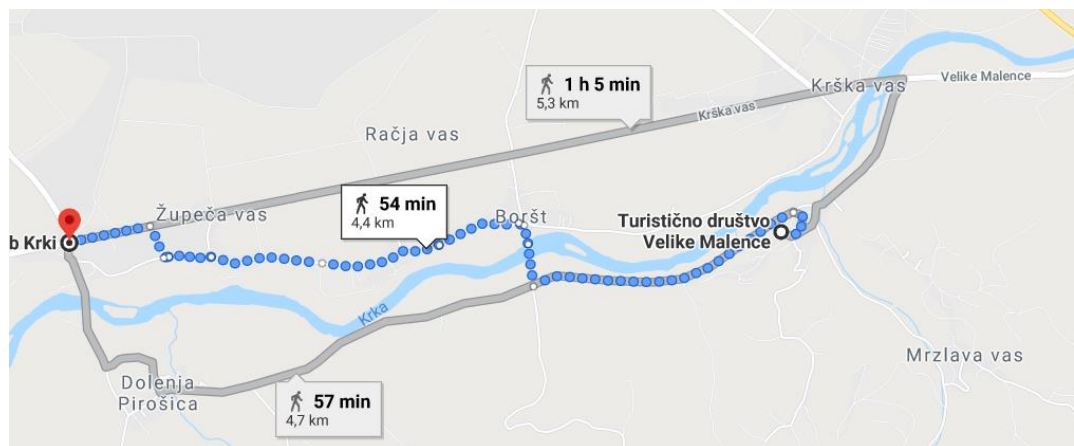 1 h 5 min
5,3 km
Krška vas
Velike Malence
Krška vas
Račja vas
54 min
4,4 km
Župeča vas
Boršt
Turistično društvo
Velike Malence
b Krki
Krka
Mrzlava vas
Dolenja
Pirošica
57 min
4,7 km